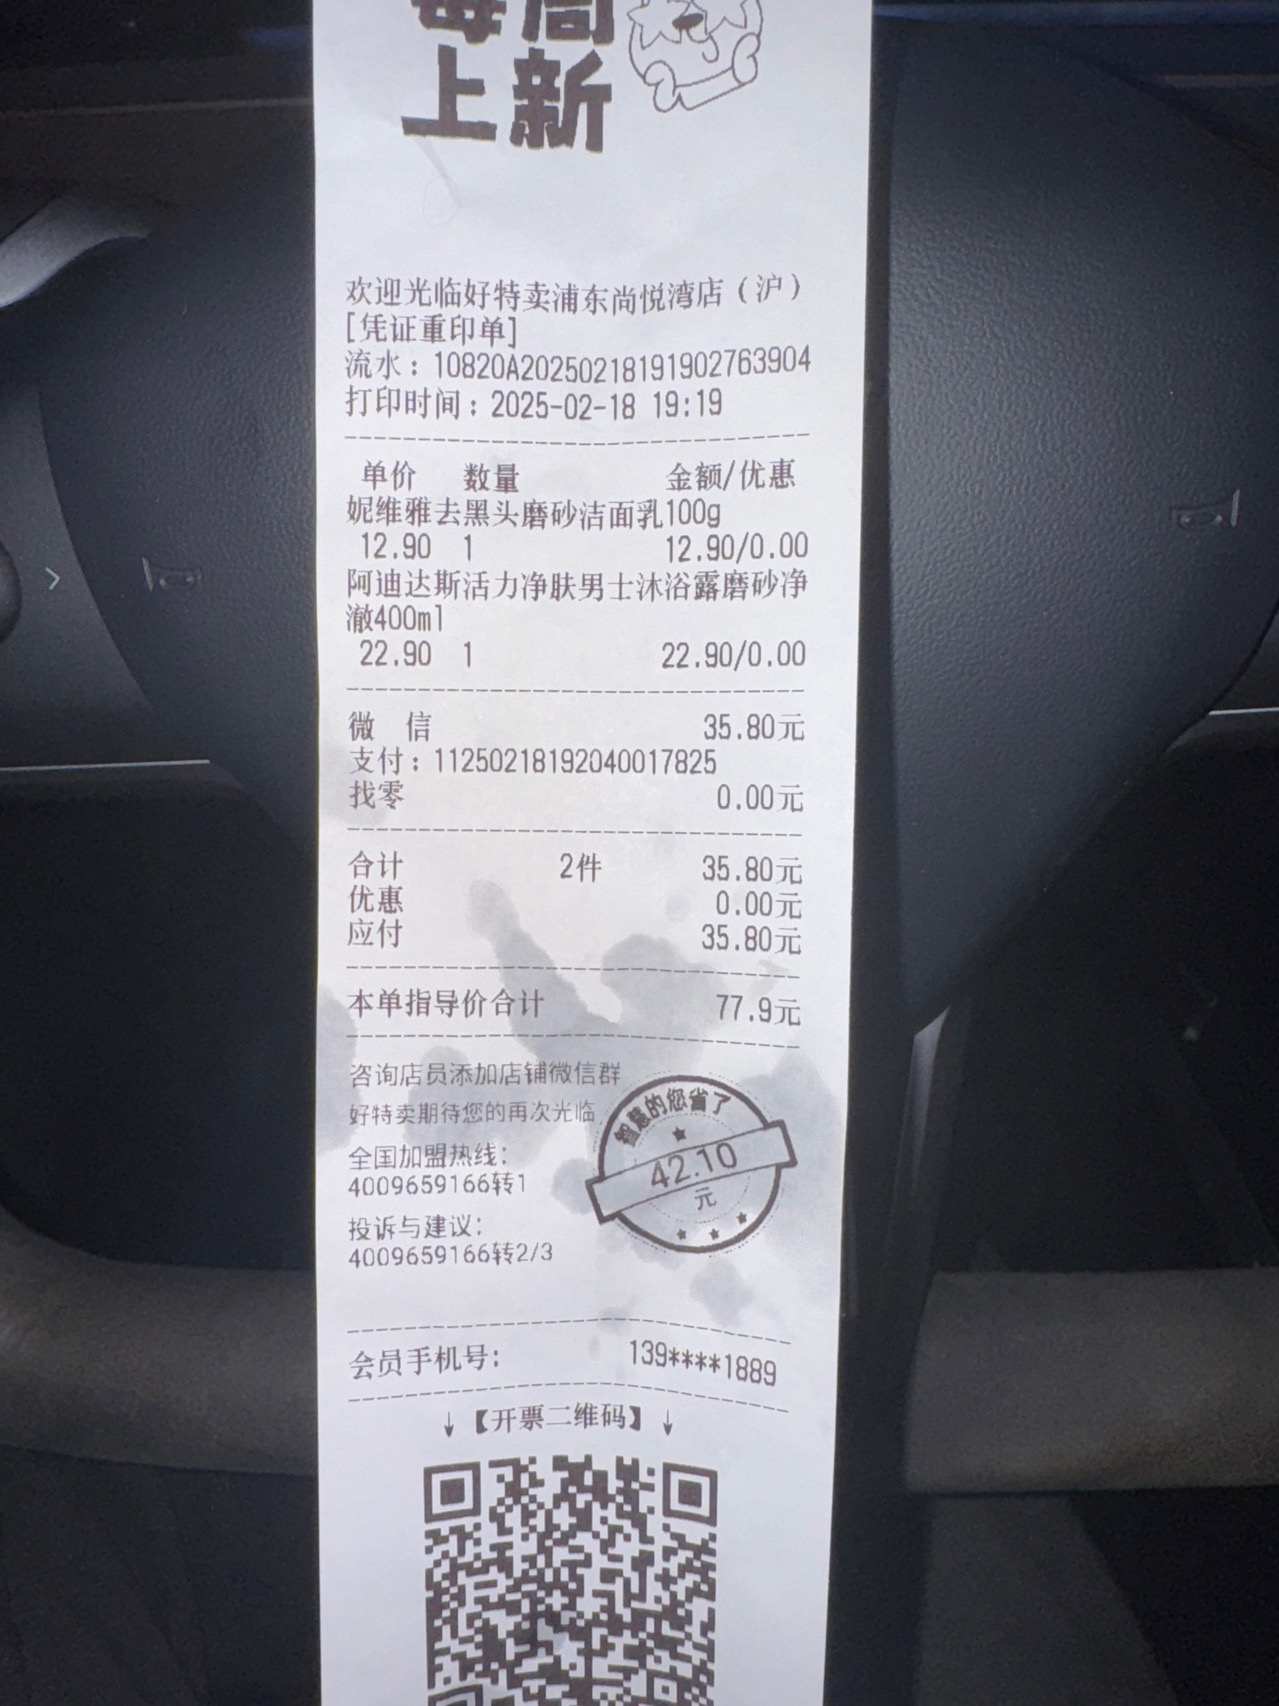 每周
上新
欢迎光临好特卖浦东尚悦湾店（沪）
[凭证重印单]
流水：10820A20250218191902763904
打印时间：2025-02-18 19:19
单价 数量 金额/优惠
妮维雅去黑头磨砂洁面乳100g
12.90 1 12.90/0.00
阿迪达斯活力净肤男士沐浴露磨砂净
澈400ml
22.90 1 22.90/0.00
微 信 35.80元
支付：11250218192040017825
找零 0.00元
合计 2件 35.80元
优惠 0.00元
应付 35.80元
本单指导价合计 77.9元
咨询店员添加店铺微信群
好特卖期待您的再次光临
智慧的您省了
42.10
元
全国加盟热线：
4009659166转1
投诉与建议：
4009659166转2/3
会员手机号： 139****1889
↓【开票二维码】↓